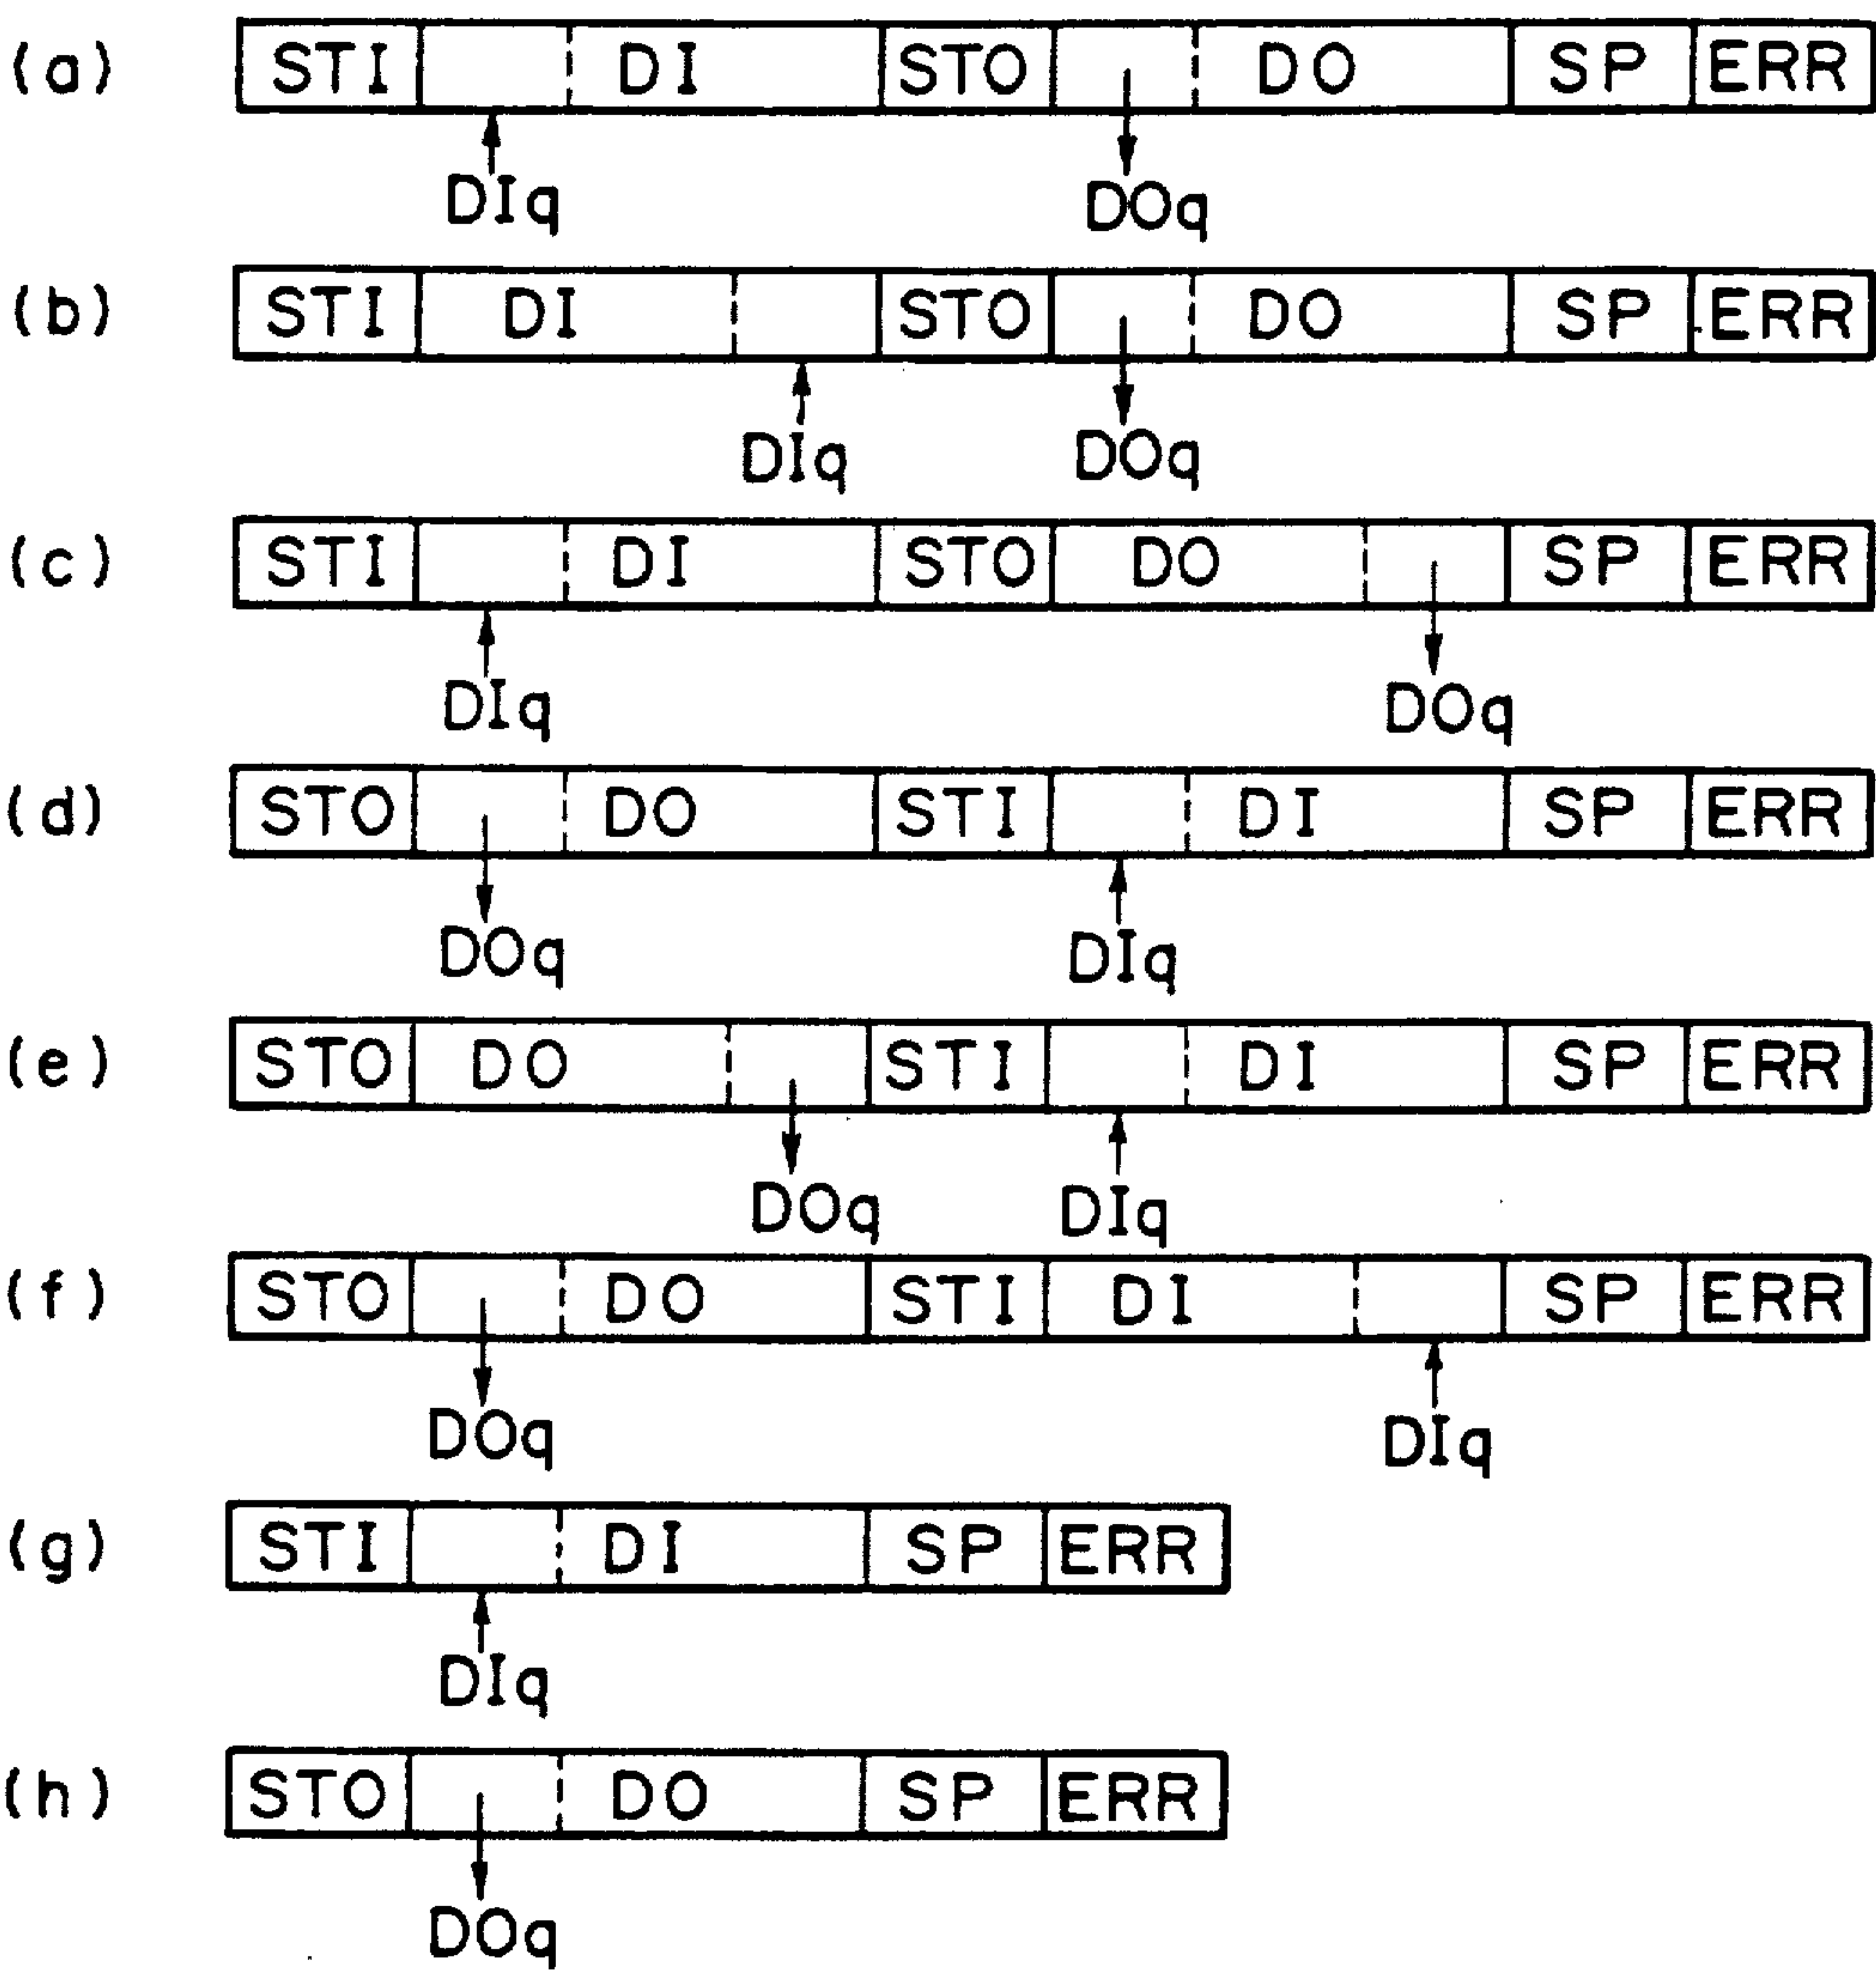 (a) STI DI STO DO SP ERR
DIq DOq
(b) STI DI STO DO SP ERR
DIq DOq
(c) STI DI STO DO SP ERR
DIq DOq
(d) STO DO STI DI SP ERR
DOq DIq
(e) STO DO STI DI SP ERR
DOq DIq
(f) STO DO STI DI SP ERR
DOq DIq
(g) STI DI SP ERR
DIq
(h) STO DO SP ERR
DOq